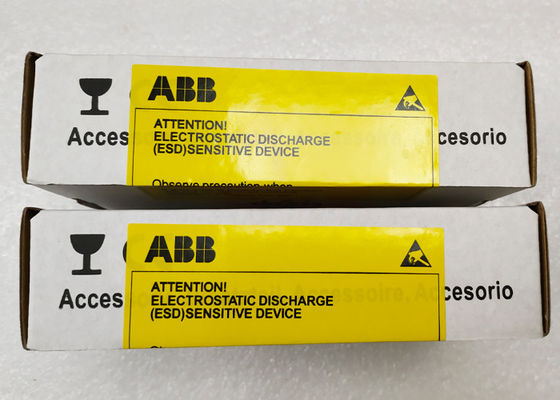 ABB
ATTENTION!
ELECTROSTATIC DISCHARGE
(ESD)SENSITIVE DEVICE
Acces
cesorio
Observe precaution when
ABB
ATTENTION!
ELECTROSTATIC DISCHARGE
(ESD)SENSITIVE DEVICE
Acces
Accessoire, Accesorio